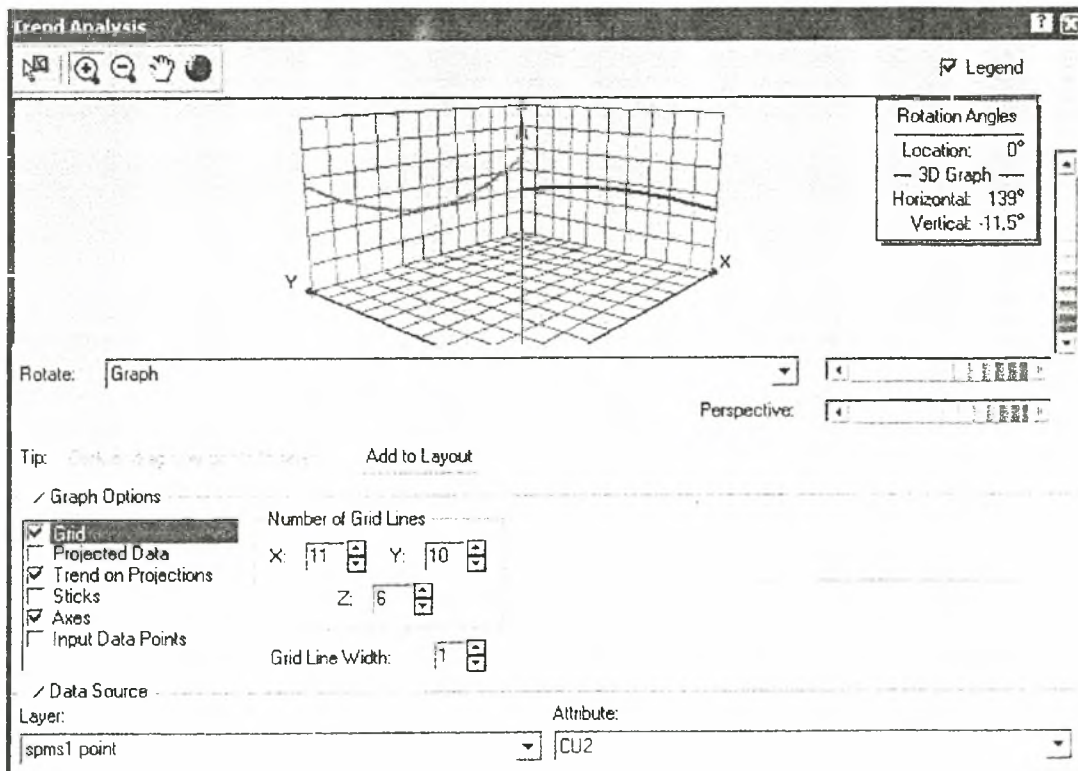 Trend Analysis
Legend
Rotation Angles
Location: 0°
3D Graph
Horizontal: 139°
Vertical: -11.5°
Y
X
Rotate: Graph
Perspective:
Tip:
Add to Layout
Graph Options
Grid
Projected Data
Trend on Projections
Sticks
Axes
Input Data Points
Number of Grid Lines
X: 11 Y: 10
Z: 6
Grid Line Width: 1
Data Source
Layer: Attribute:
spms1 point CU2